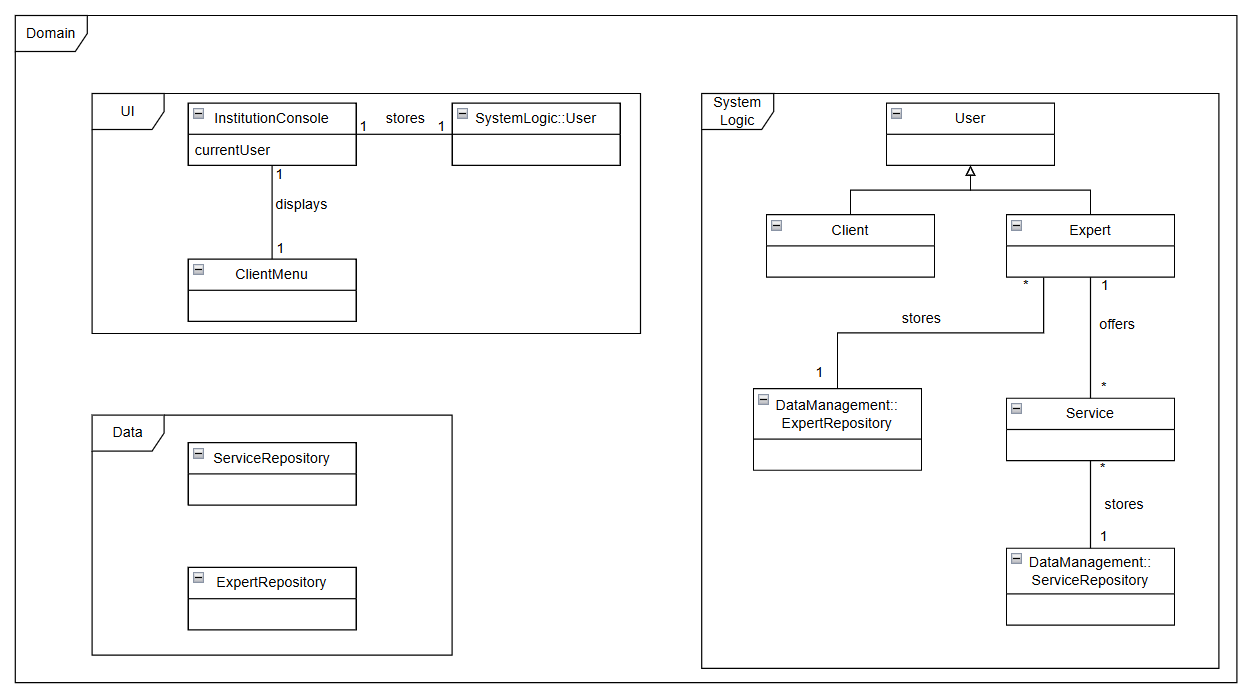 Domain
UI
InstitutionConsole
currentUser
1
stores
1
SystemLogic::User
1
displays
1
ClientMenu
Data
ServiceRepository
ExpertRepository
System
Logic
User
Client
Expert
*
stores
1
DataManagement::
ExpertRepository
1
offers
*
Service
*
stores
1
DataManagement::
ServiceRepository